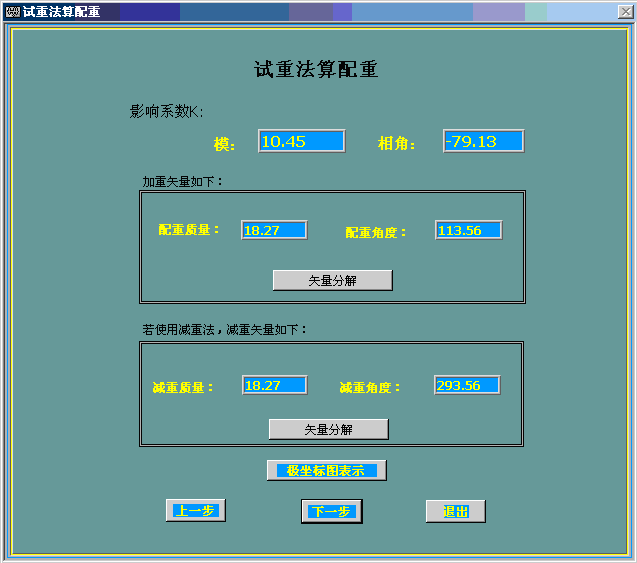 试重法算配重
试重法算配重
影响系数K:
模: 10.45 相角: -79.13
加重矢量如下:
配重质量: 18.27 配重角度: 113.56
矢量分解
若使用减重法,减重矢量如下:
减重质量: 18.27 减重角度: 293.56
矢量分解
极坐标图表示
上一步 下一步 退出